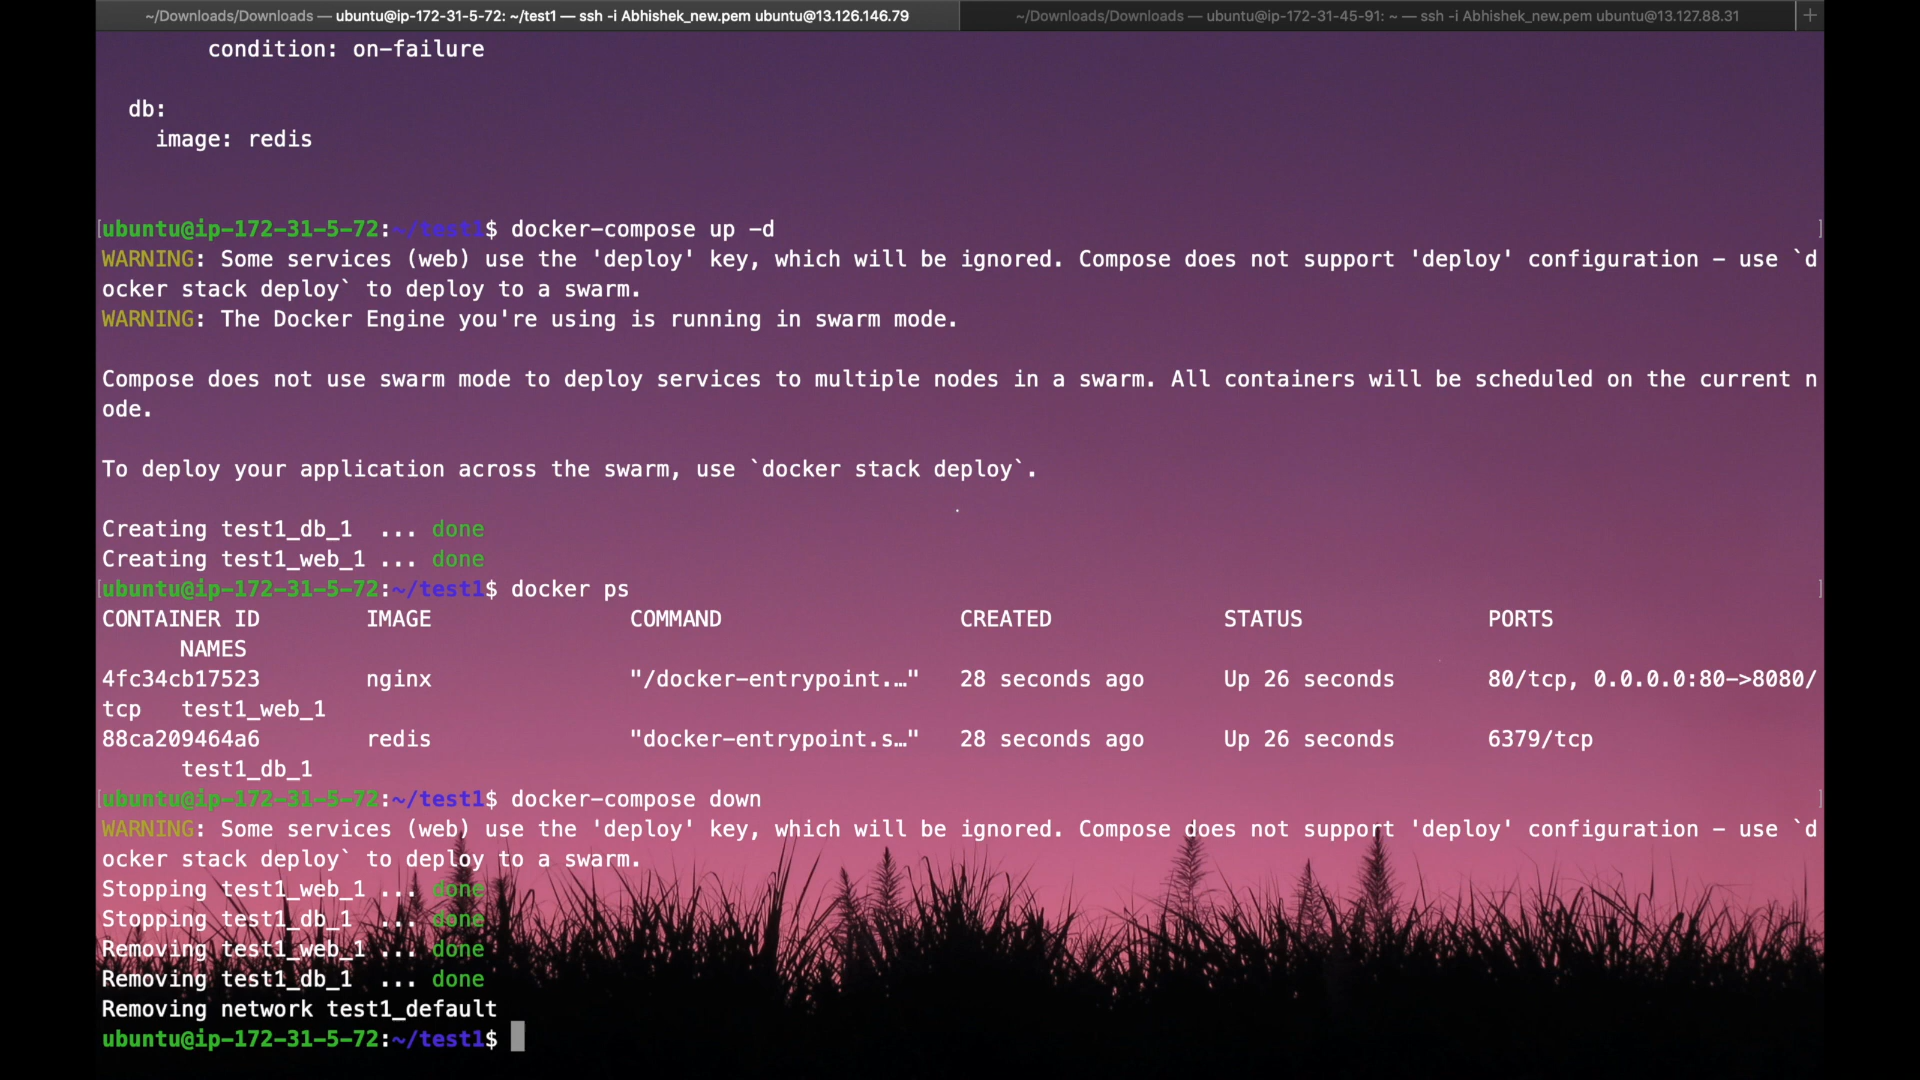 ~/Downloads/Downloads — ubuntu@ip-172-31-5-72: ~/test1 — ssh -i Abhishek_new.pem ubuntu@13.126.146.79
~/Downloads/Downloads — ubuntu@ip-172-31-45-91: ~ — ssh -i Abhishek_new.pem ubuntu@13.127.88.31 +
condition: on-failure
db:
image: redis
[ubuntu@ip-172-31-5-72:~/test1$ docker-compose up -d ]
WARNING: Some services (web) use the 'deploy' key, which will be ignored. Compose does not support 'deploy' configuration - use `d
ocker stack deploy` to deploy to a swarm.
WARNING: The Docker Engine you're using is running in swarm mode.
Compose does not use swarm mode to deploy services to multiple nodes in a swarm. All containers will be scheduled on the current n
ode.
To deploy your application across the swarm, use `docker stack deploy`.
Creating test1_db_1  ... done
Creating test1_web_1 ... done
[ubuntu@ip-172-31-5-72:~/test1$ docker ps ]
CONTAINER ID IMAGE COMMAND CREATED STATUS PORTS
NAMES
4fc34cb17523 nginx "/docker-entrypoint.…" 28 seconds ago Up 26 seconds 80/tcp, 0.0.0.0:80->8080/
tcp test1_web_1
88ca209464a6 redis "docker-entrypoint.s…" 28 seconds ago Up 26 seconds 6379/tcp
test1_db_1
[ubuntu@ip-172-31-5-72:~/test1$ docker-compose down ]
WARNING: Some services (web) use the 'deploy' key, which will be ignored. Compose does not support 'deploy' configuration - use `d
ocker stack deploy` to deploy to a swarm.
Stopping test1_web_1 ... done
Stopping test1_db_1  ... done
Removing test1_web_1 ... done
Removing test1_db_1  ... done
Removing network test1_default
ubuntu@ip-172-31-5-72:~/test1$